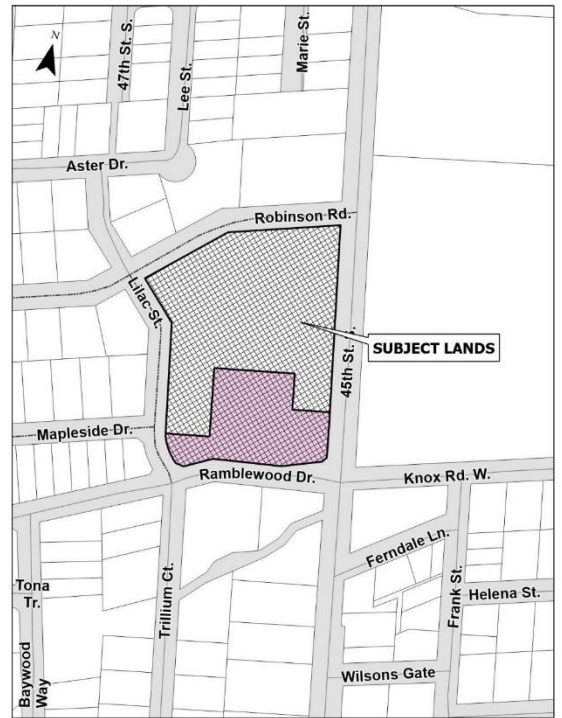 N
47th St. S.
Lee St.
Marie St.
Aster Dr.
Robinson Rd.
Lilac St.
SUBJECT LANDS
45th St.
Mapleside Dr.
Ramblewood Dr.
Knox Rd. W.
Ferndale Ln.
Tona
Tr.
Trillium Ct.
Frank St.
Helena St.
Baywood
Way
Wilsons Gate